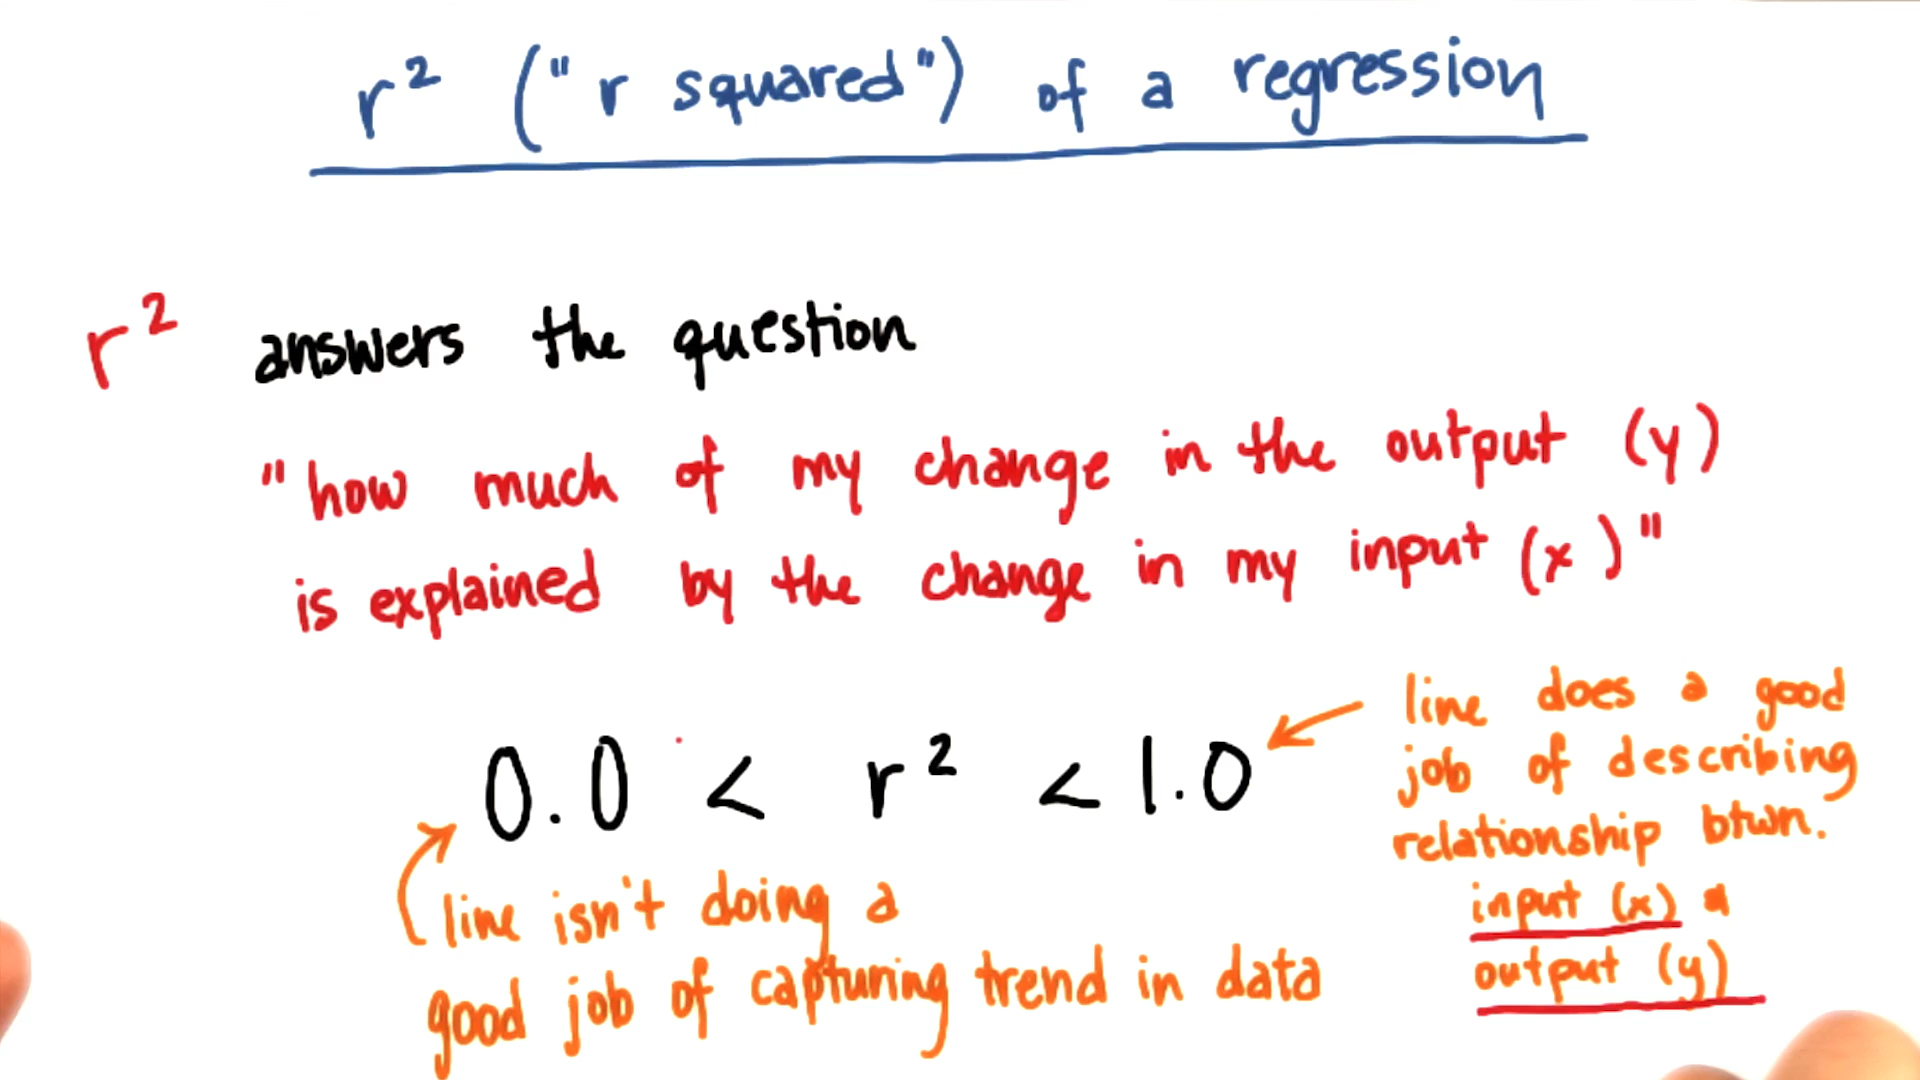 r² ("r squared") of a regression
r² answers the question
"how much of my change in the output (y)
is explained by the change in my input (x)"
0.0 < r² < 1.0
line does a good
job of describing
relationship btwn.
input (x) &
output (y)
line isn't doing a
good job of capturing trend in data